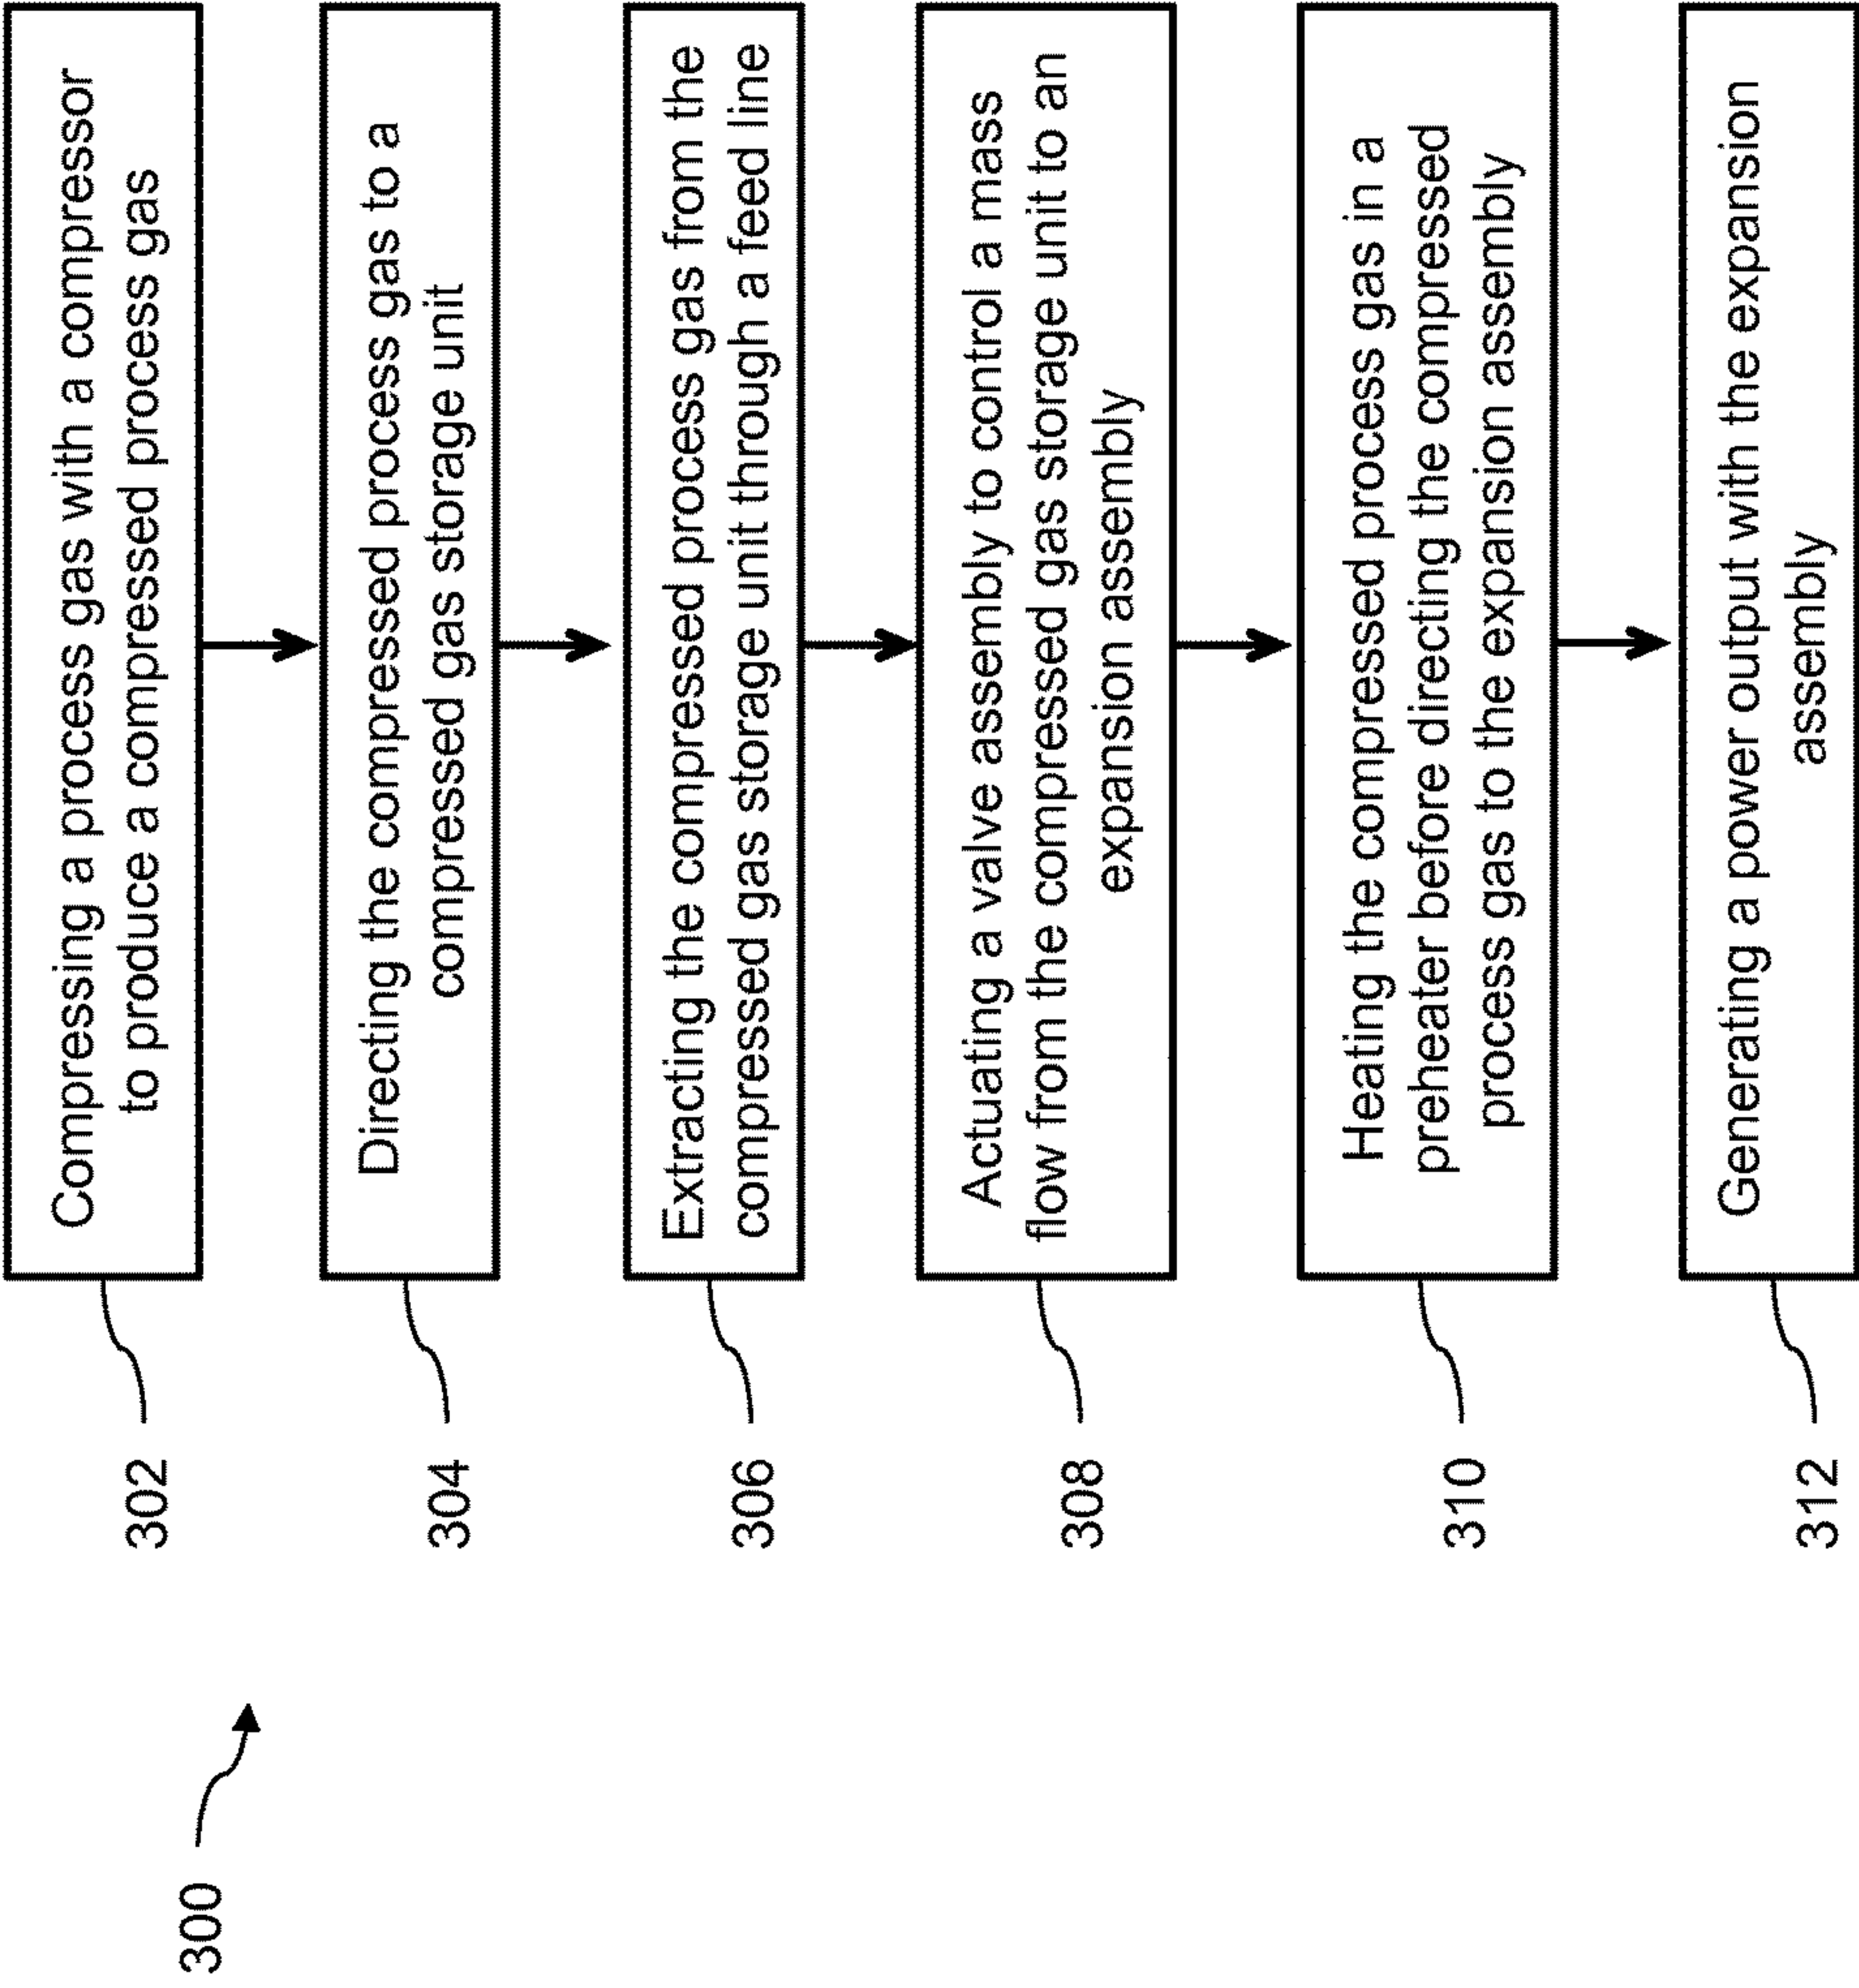 300
302
Compressing a process gas with a compressor
to produce a compressed process gas
304
Directing the compressed process gas to a
compressed gas storage unit
306
Extracting the compressed process gas from the
compressed gas storage unit through a feed line
308
Actuating a valve assembly to control a mass
flow from the compressed gas storage unit to an
expansion assembly
310
Heating the compressed process gas in a
preheater before directing the compressed
process gas to the expansion assembly
312
Generating a power output with the expansion
assembly